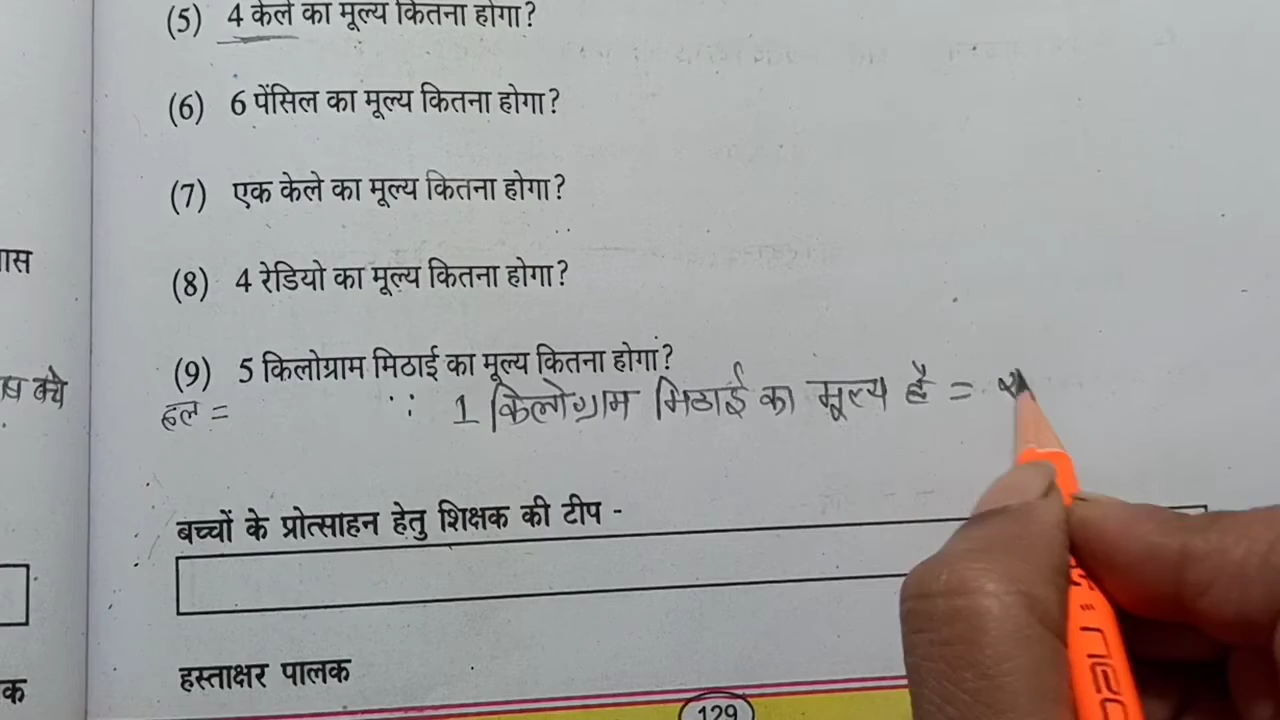 (5) 4 केले का मूल्य कितना होगा?
(6) 6 पेंसिल का मूल्य कितना होगा?
(7) एक केले का मूल्य कितना होगा?
(8) 4 रेडियो का मूल्य कितना होगा?
(9) 5 किलोग्राम मिठाई का मूल्य कितना होगा?
हल = ∵ 1 किलोग्राम मिठाई का मूल्य है =
बच्चों के प्रोत्साहन हेतु शिक्षक की टीप -
हस्ताक्षर पालक
129